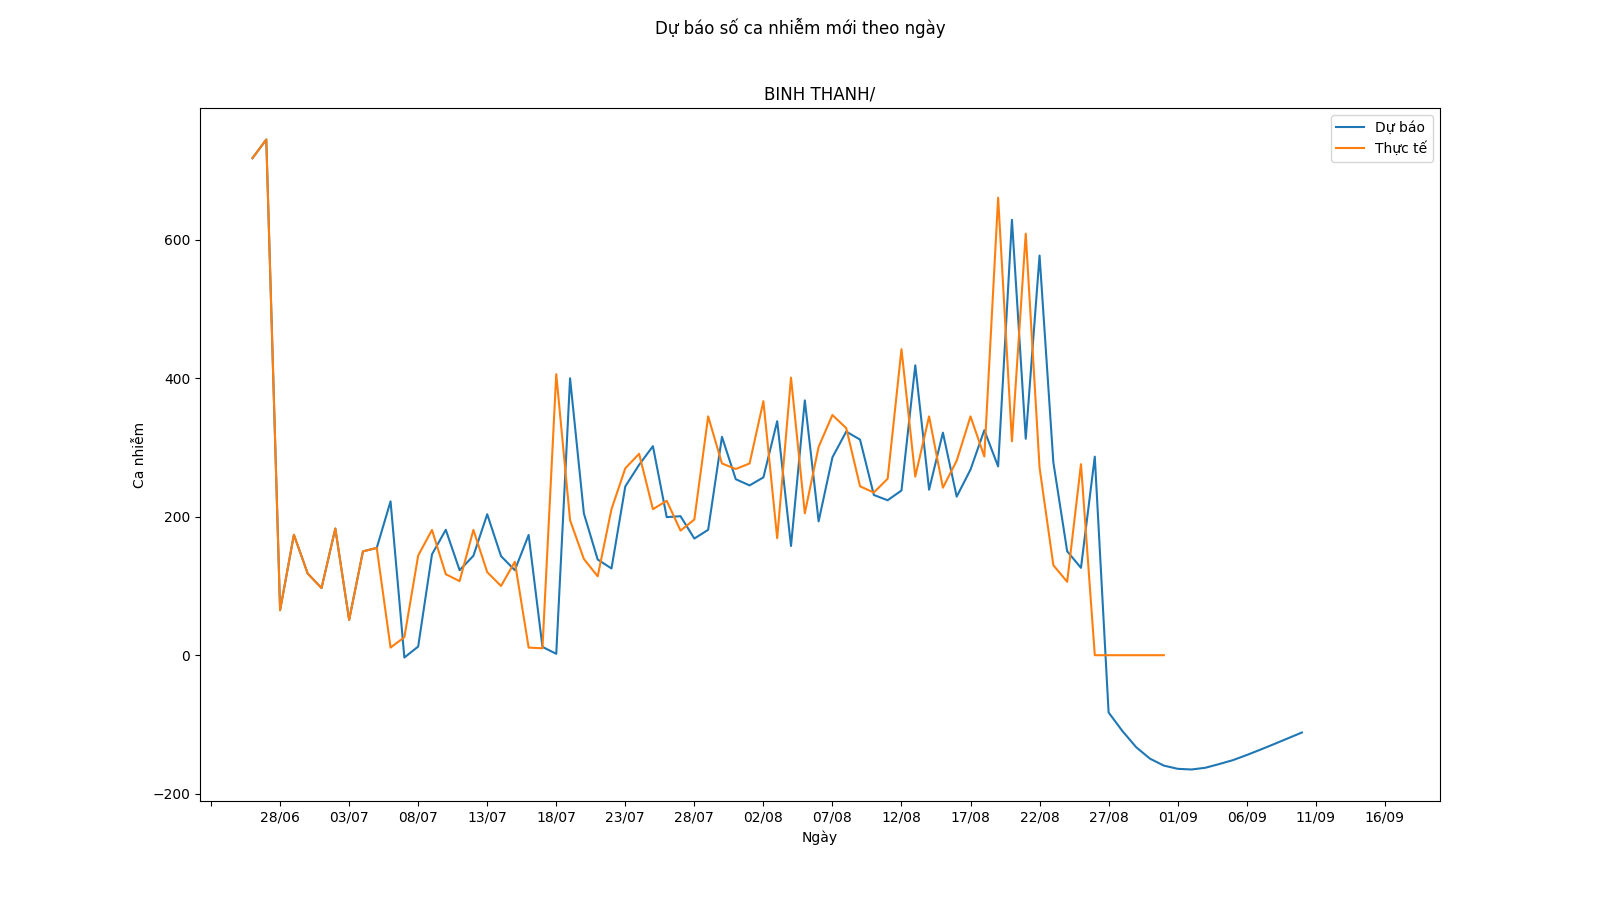 Dự báo số ca nhiễm mới theo ngày
BINH THANH/
Dự báo
Thực tế
600
400
200
0
−200
Ca nhiễm
28/06 03/07 08/07 13/07 18/07 23/07 28/07 02/08 07/08 12/08 17/08 22/08 27/08 01/09 06/09 11/09 16/09
Ngày